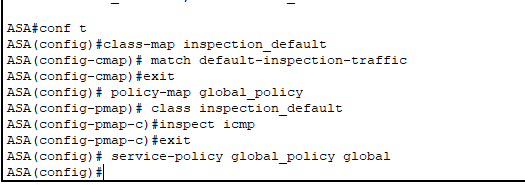 ASA#conf t
ASA(config)#class-map inspection_default
ASA(config-cmap)# match default-inspection-traffic
ASA(config-cmap)#exit
ASA(config)# policy-map global_policy
ASA(config-pmap)# class inspection_default
ASA(config-pmap-c)#inspect icmp
ASA(config-pmap-c)#exit
ASA(config)# service-policy global_policy global
ASA(config)#